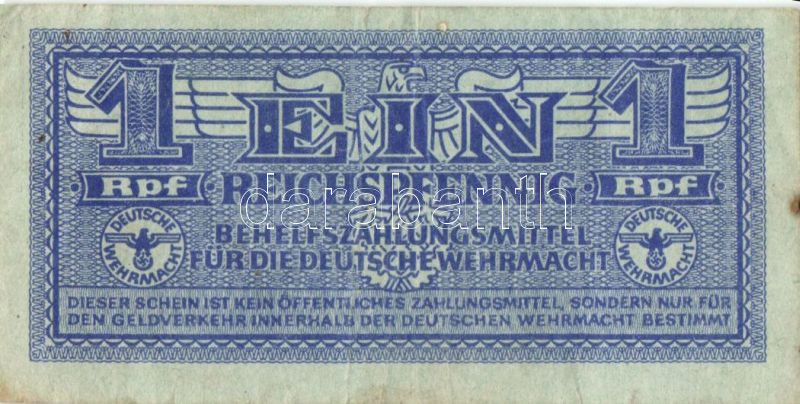 1 EIN 1
Rpf REICHSPFENNIG Rpf
darabanth
DEUTSCHE WEHRMACHT
BEHELFSZAHLUNGSMITTEL
FÜR DIE DEUTSCHE WEHRMACHT
DEUTSCHE WEHRMACHT
DIESER SCHEIN IST KEIN ÖFFENTLICHES ZAHLUNGSMITTEL, SONDERN NUR FÜR
DEN GELDVERKEHR INNERHALB DER DEUTSCHEN WEHRMACHT BESTIMMT